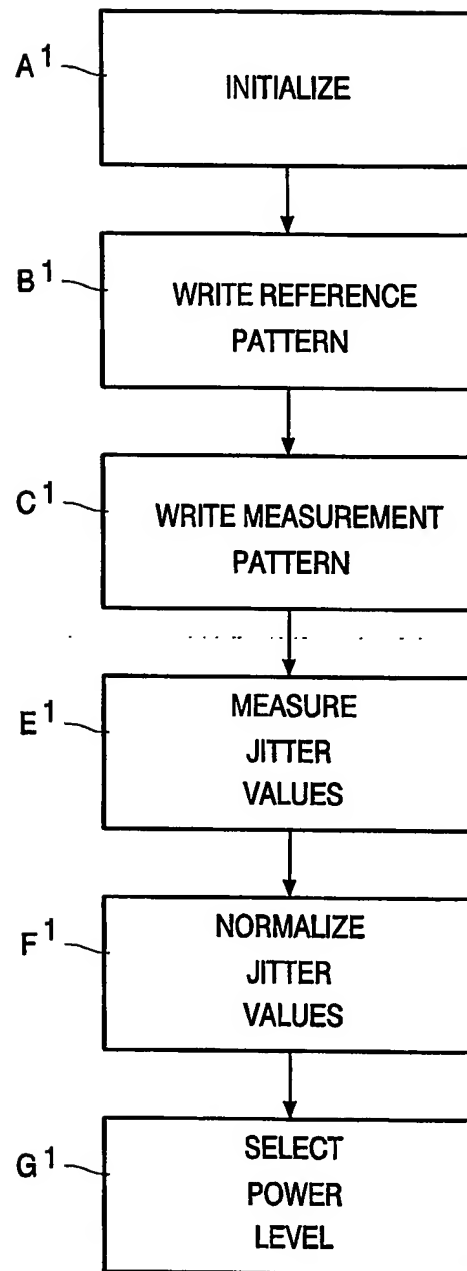 A1
INITIALIZE
B1
WRITE REFERENCE
PATTERN
C1
WRITE MEASUREMENT
PATTERN
E1
MEASURE
JITTER
VALUES
F1
NORMALIZE
JITTER
VALUES
G1
SELECT
POWER
LEVEL